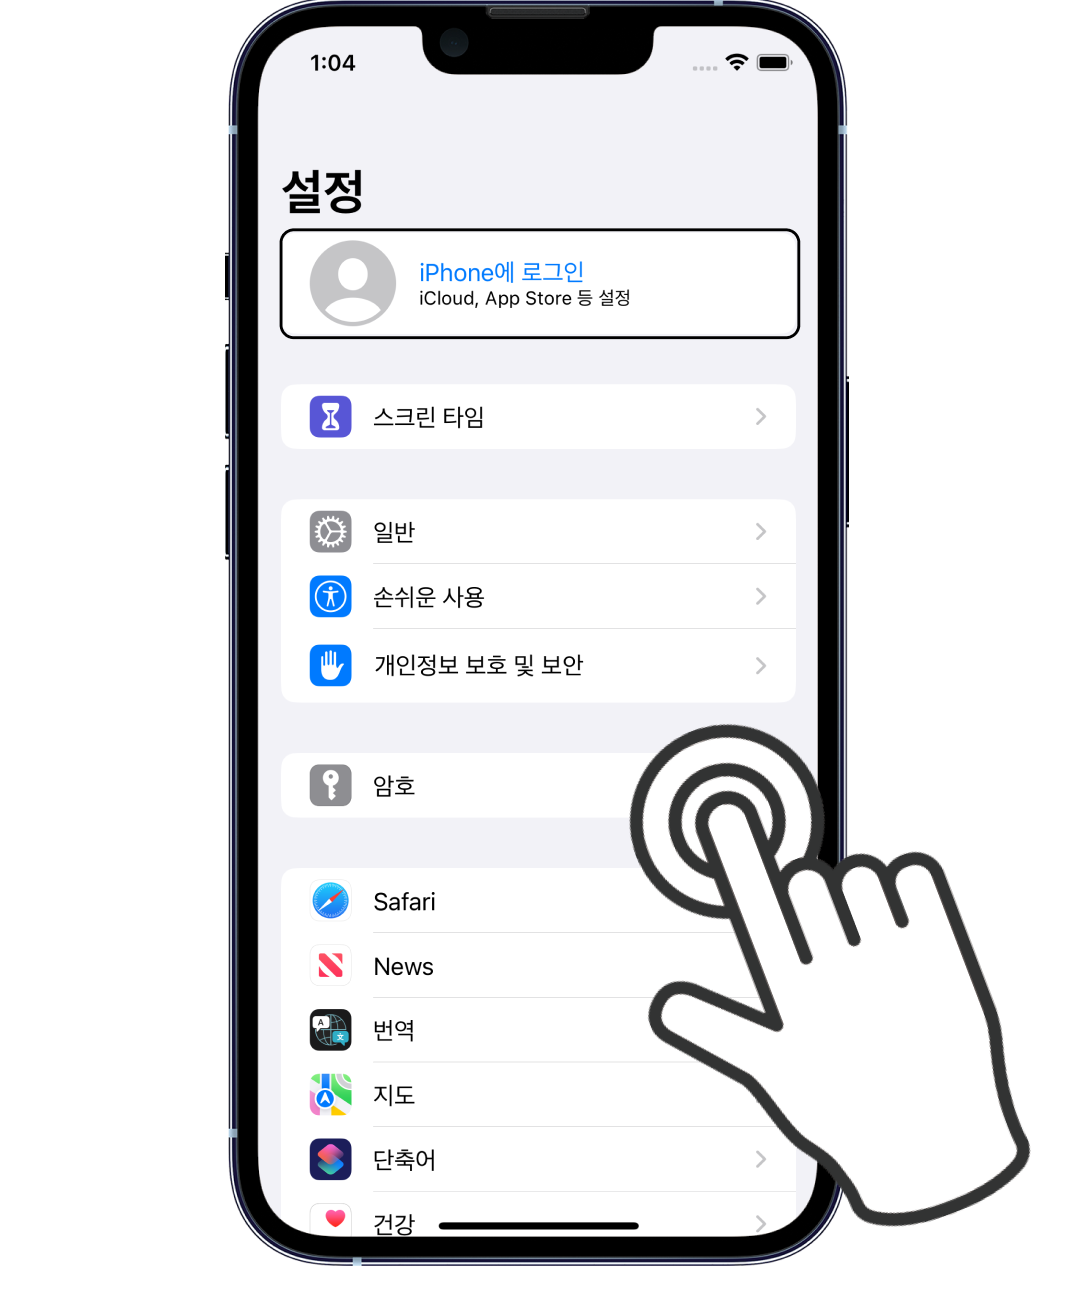 1:04
설정
iPhone에 로그인
iCloud, App Store 등 설정
스크린 타임
일반
손쉬운 사용
개인정보 보호 및 보안
암호
Safari
News
번역
A
文
지도
단축어
건강